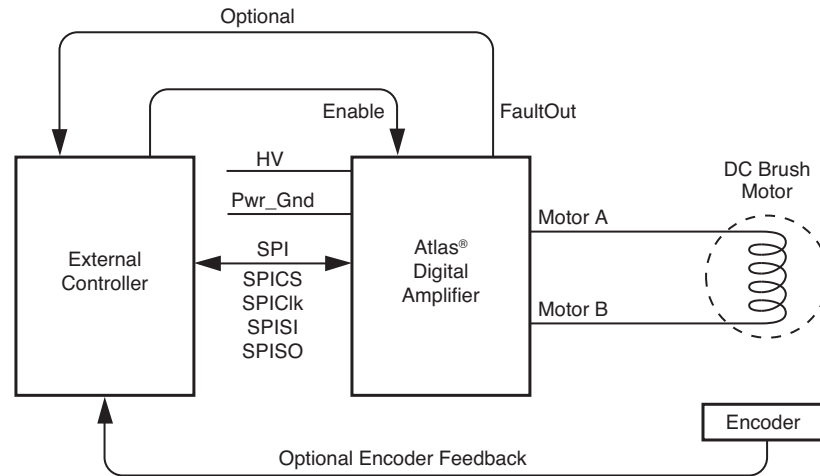 Optional
Enable
FaultOut
HV
Pwr_Gnd
SPI
SPICS
SPIClk
SPISI
SPISO
External
Controller
Atlas®
Digital
Amplifier
Motor A
Motor B
DC Brush
Motor
Encoder
Optional Encoder Feedback